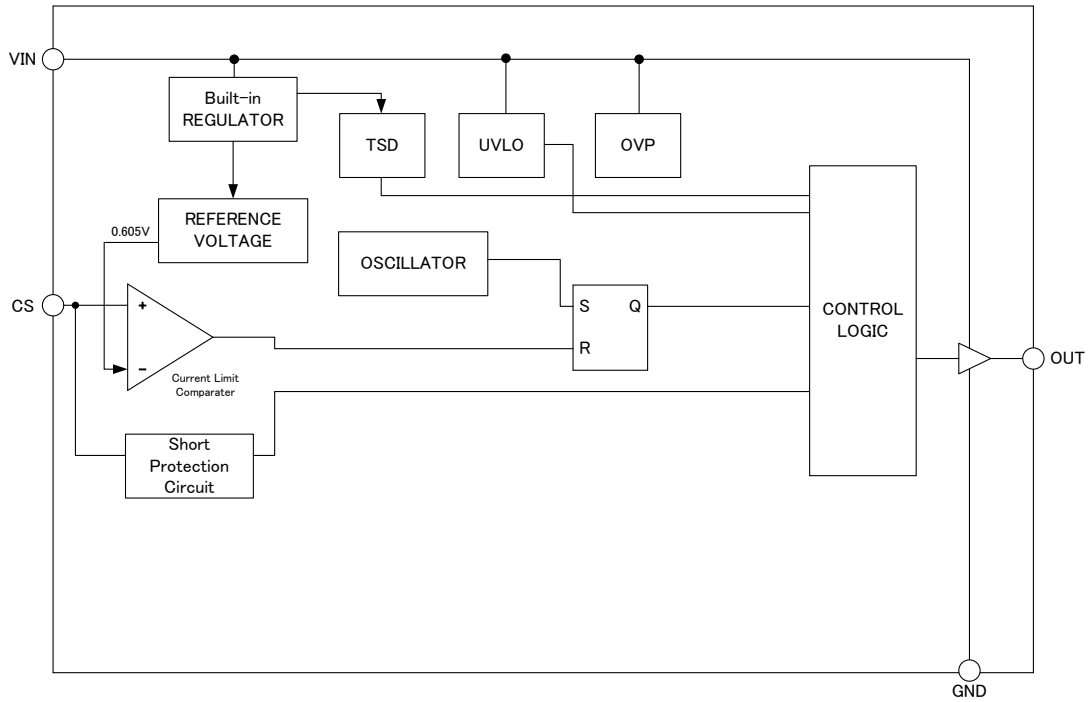 VIN
Built-in
REGULATOR
TSD
UVLO
OVP
REFERENCE
VOLTAGE
0.605V
OSCILLATOR
CS
+
-
Current Limit
Comparater
S
Q
R
CONTROL
LOGIC
OUT
Short
Protection
Circuit
GND